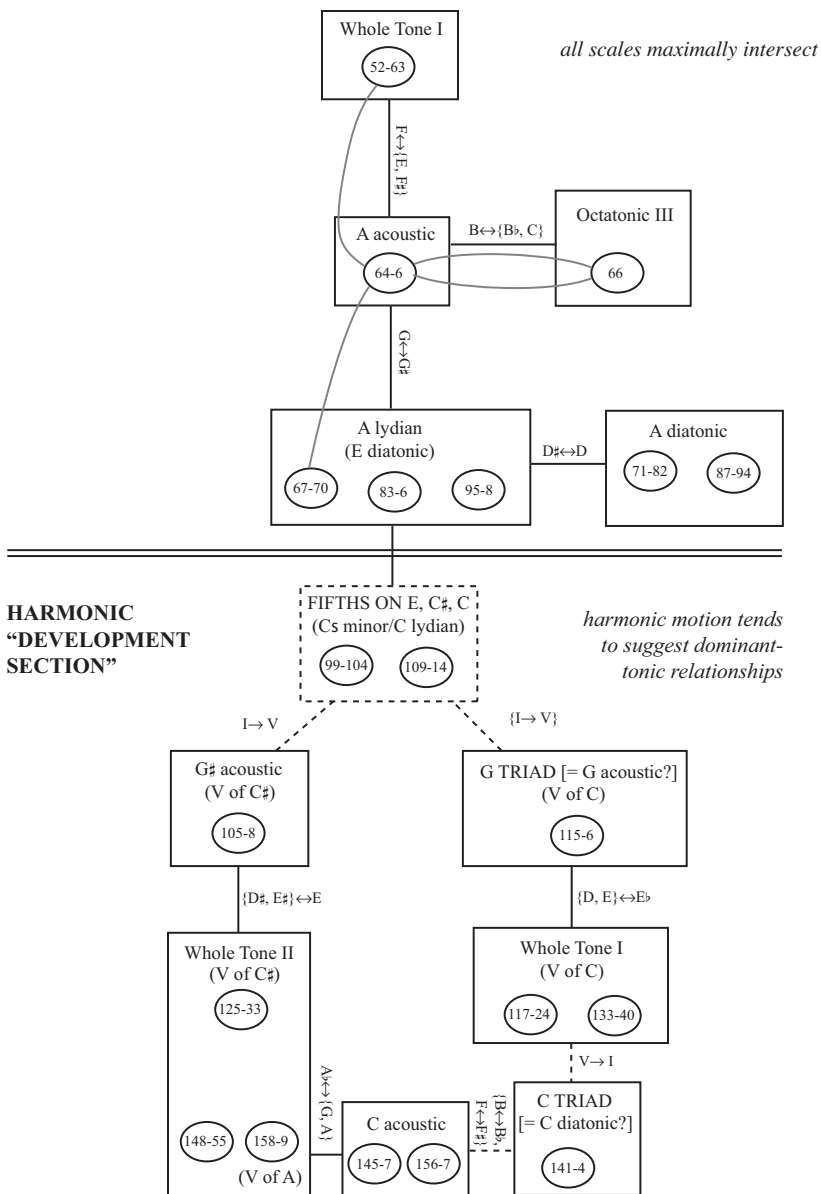 Whole Tone I
all scales maximally intersect
52-63
F↔{E, F♯}
A acoustic
B↔{B♭, C}
Octatonic III
64-6
66
G↔G♯
A lydian
(E diatonic)
D♯↔D
A diatonic
67-70
83-6
95-8
71-82
87-94
HARMONIC
“DEVELOPMENT
SECTION”
FIFTHS ON E, C♯, C
(Cs minor/C lydian)
99-104
109-14
harmonic motion tends
to suggest dominant-
tonic relationships
I→ V
{I→ V}
G♯ acoustic
(V of C♯)
105-8
G TRIAD [= G acoustic?]
(V of C)
115-6
{D♯, E♯}↔E
{D, E}↔E♭
Whole Tone II
(V of C♯)
125-33
Whole Tone I
(V of C)
117-24
133-40
V→ I
148-55
158-9
(V of A)
A♭↔{G, A}
C acoustic
145-7
156-7
{B↔B♭,
F↔F♯}
C TRIAD
[= C diatonic?]
141-4